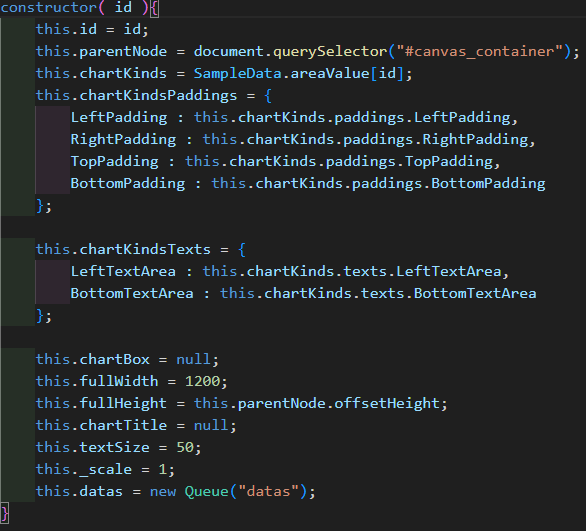 constructor( id ){
this.id = id;
this.parentNode = document.querySelector("#canvas_container");
this.chartKinds = SampleData.areaValue[id];
this.chartKindsPaddings = {
LeftPadding : this.chartKinds.paddings.LeftPadding,
RightPadding : this.chartKinds.paddings.RightPadding,
TopPadding : this.chartKinds.paddings.TopPadding,
BottomPadding : this.chartKinds.paddings.BottomPadding
};
this.chartKindsTexts = {
LeftTextArea : this.chartKinds.texts.LeftTextArea,
BottomTextArea : this.chartKinds.texts.BottomTextArea
};
this.chartBox = null;
this.fullWidth = 1200;
this.fullHeight = this.parentNode.offsetHeight;
this.chartTitle = null;
this.textSize = 50;
this._scale = 1;
this.datas = new Queue("datas");
}